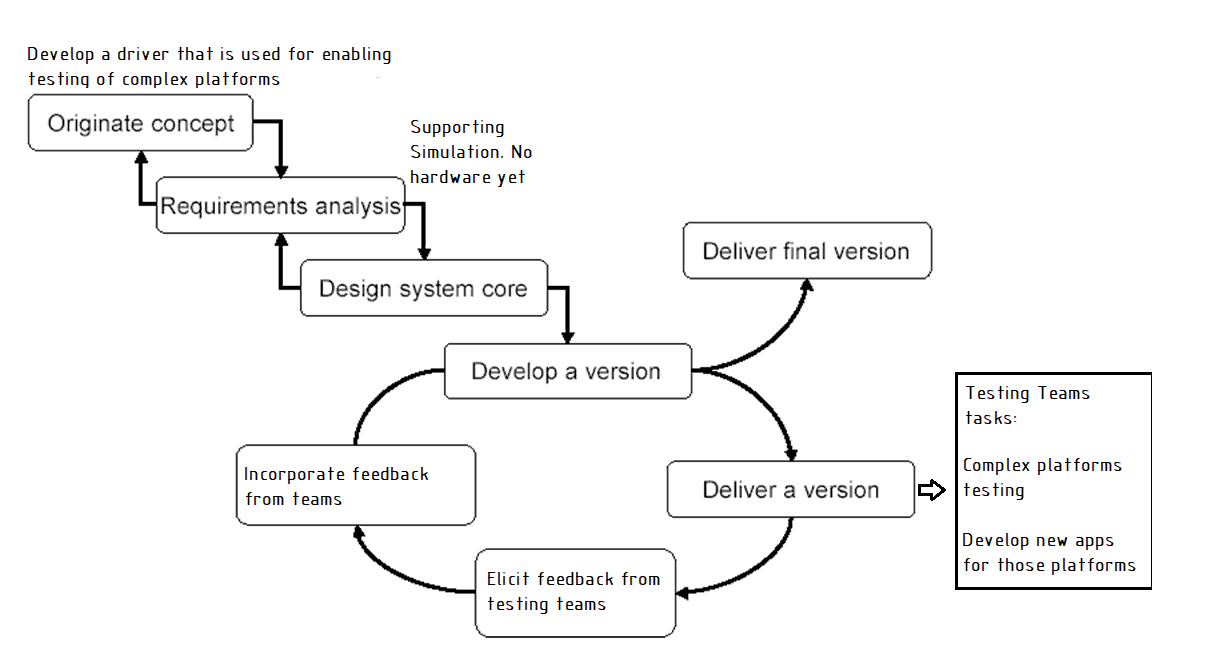 Develop a driver that is used for enabling
testing of complex platforms
Originate concept
Supporting
Simulation. No
hardware yet
Requirements analysis
Design system core
Deliver final version
Develop a version
Testing Teams
tasks:
Complex platforms
testing
Develop new apps
for those platforms
Incorporate feedback
from teams
Deliver a version
Elicit feedback from
testing teams